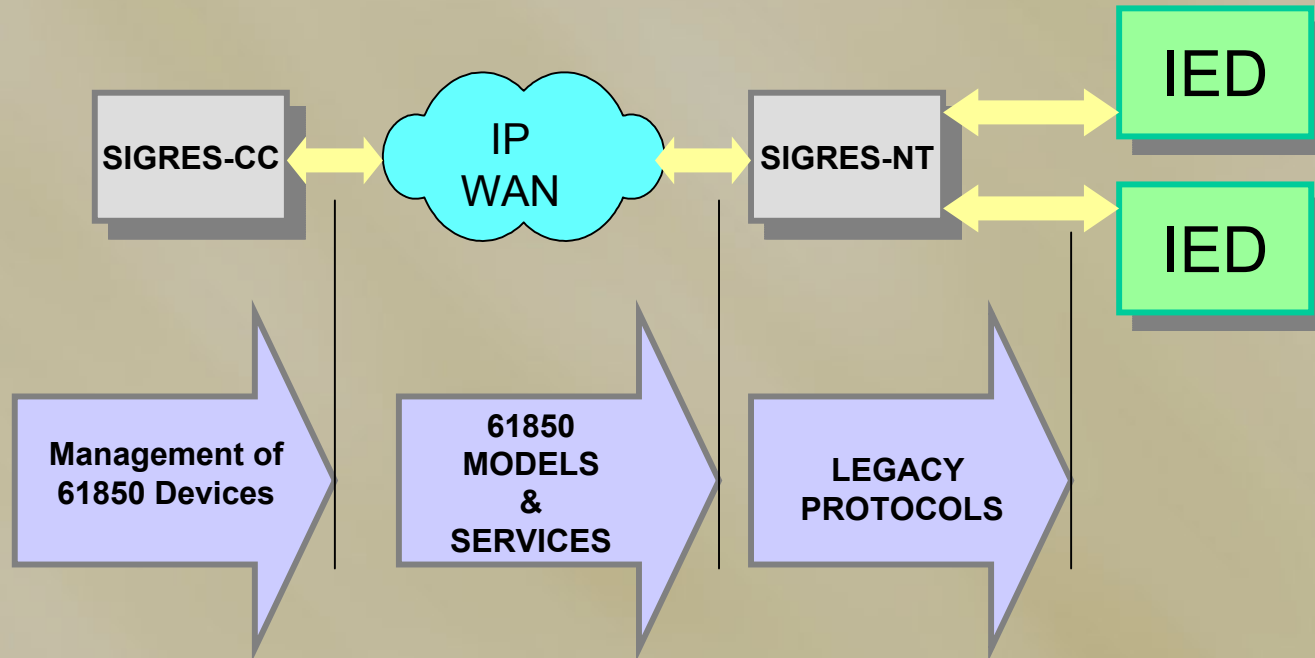 IED
SIGRES-CC
IP
WAN
SIGRES-NT
IED
Management of
61850 Devices
61850
MODELS
&
SERVICES
LEGACY
PROTOCOLS